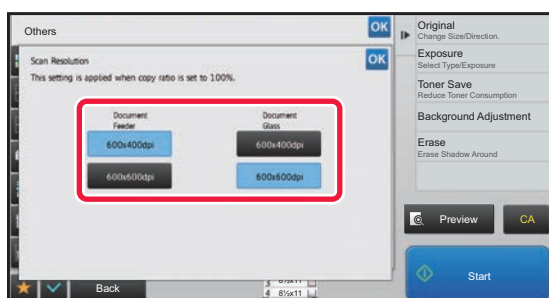 Others
OK
Scan Resolution
OK
This setting is applied when copy ratio is set to 100%.
Document
Feeder
600x400dpi
600x600dpi
Document
Glass
600x400dpi
600x600dpi
Back
3 8½x11
4 8½x11
Original
Change Size/Direction.
Exposure
Select Type/Exposure
Toner Save
Reduce Toner Consumption
Background Adjustment
Erase
Erase Shadow Around
Preview
CA
Start